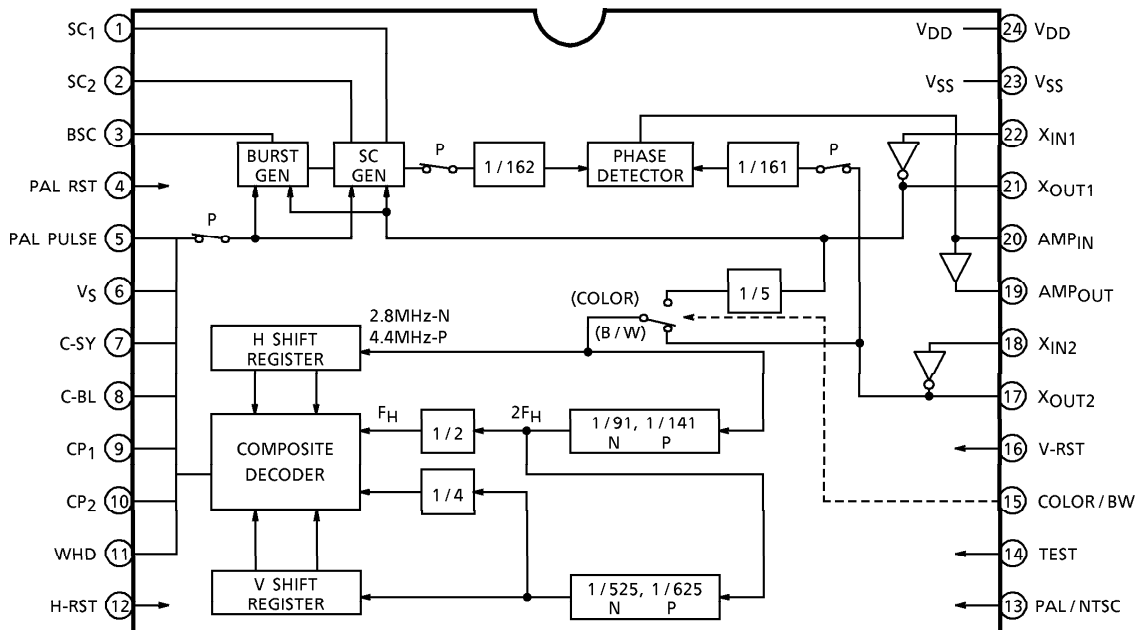 SC1 1
SC2 2
BSC 3
PAL RST 4
PAL PULSE 5
VS 6
C-SY 7
C-BL 8
CP1 9
CP2 10
WHD 11
H-RST 12
VDD 24 VDD
VSS 23 VSS
22 XIN1
21 XOUT1
20 AMPIN
19 AMPOUT
18 XIN2
17 XOUT2
16 V-RST
15 COLOR/BW
14 TEST
13 PAL/NTSC
BURST
GEN
SC
GEN
P
1/162
PHASE
DETECTOR
1/161
P
P
1/5
(COLOR)
(B/W)
2.8MHz-N
4.4MHz-P
H SHIFT
REGISTER
COMPOSITE
DECODER
FH
1/2
2FH
1/91, 1/141
N P
1/4
V SHIFT
REGISTER
1/525, 1/625
N P